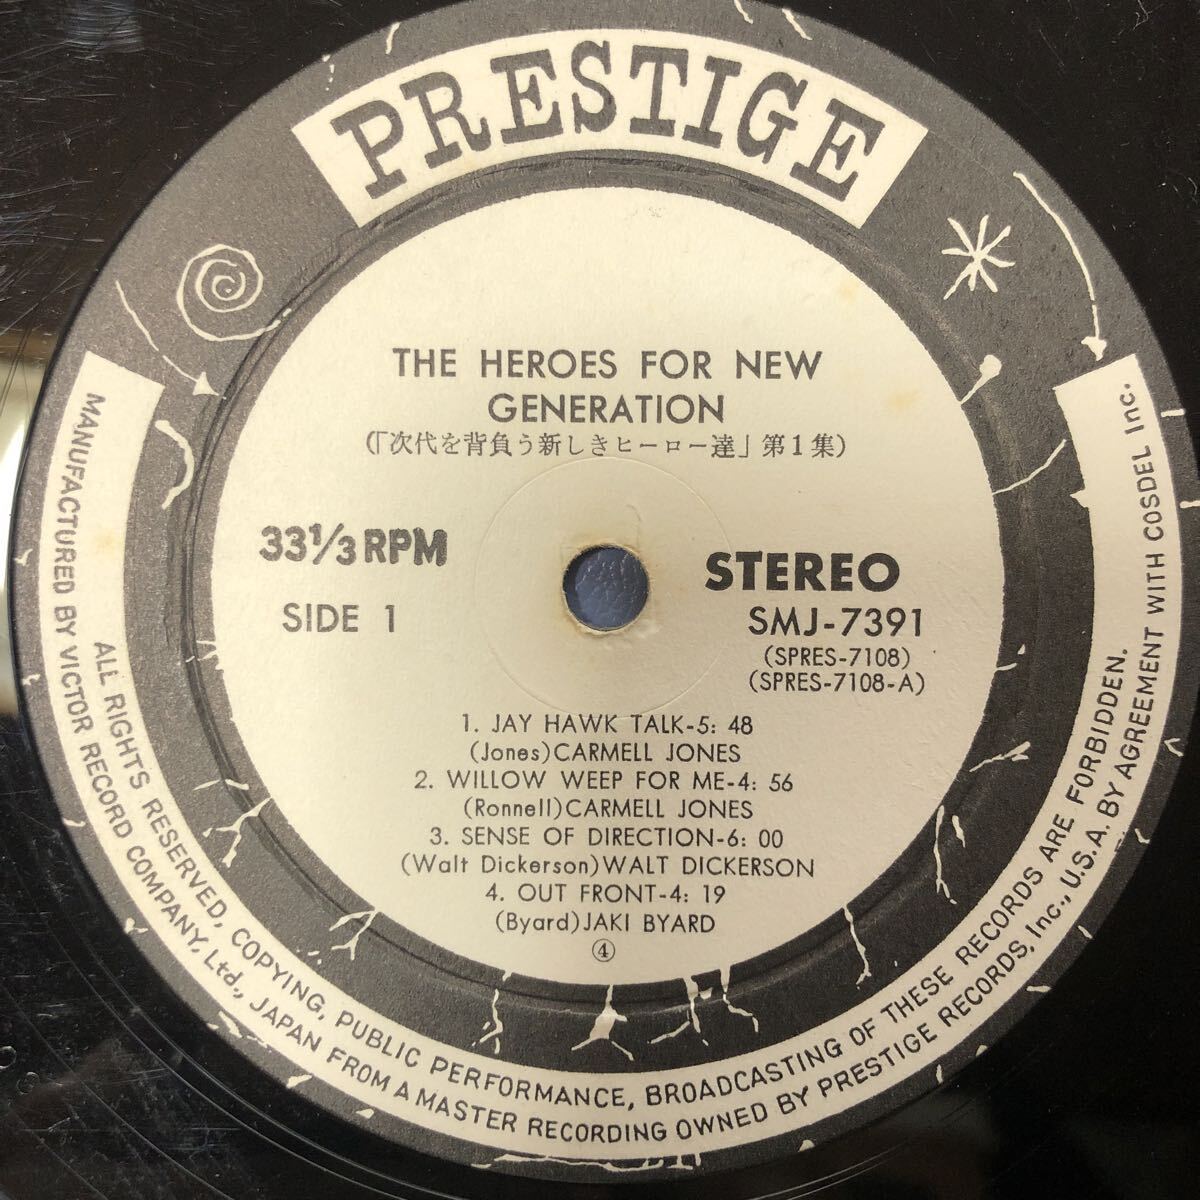 PRESTIGE
THE HEROES FOR NEW
GENERATION
(「次代を背負う新しきヒーロー達」第1集)
33⅓ RPM
SIDE 1
STEREO
SMJ-7391
(SPRES-7108)
(SPRES-7108-A)
1. JAY HAWK TALK-5: 48
(Jones)CARMELL JONES
2. WILLOW WEEP FOR ME-4: 56
(Ronnell)CARMELL JONES
3. SENSE OF DIRECTION-6: 00
(Walt Dickerson)WALT DICKERSON
4. OUT FRONT-4: 19
(Byard)JAKI BYARD
④
ALL RIGHTS RESERVED, COPYING, PUBLIC PERFORMANCE, BROADCASTING OF THESE RECORDS ARE FORBIDDEN.
MANUFACTURED BY VICTOR RECORD COMPANY, Ltd., JAPAN FROM A MASTER RECORDING OWNED BY PRESTIGE RECORDS, Inc., U.S.A. BY AGREEMENT WITH COSDEL Inc.